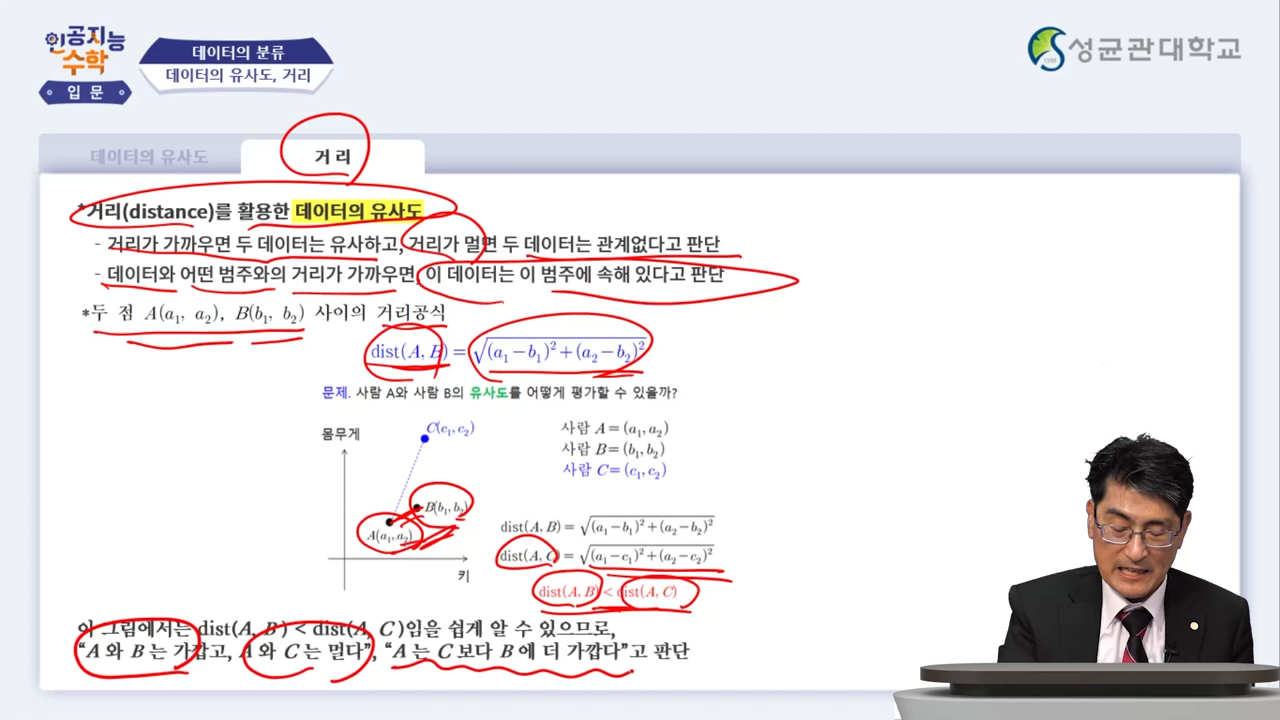 인공지능
수학
입문
데이터의 분류
데이터의 유사도, 거리
성균관대학교
데이터의 유사도
거리
*거리(distance)를 활용한 데이터의 유사도
- 거리가 가까우면 두 데이터는 유사하고, 거리가 멀면 두 데이터는 관계없다고 판단
- 데이터와 어떤 범주와의 거리가 가까우면, 이 데이터는 이 범주에 속해 있다고 판단
*두 점 A(a₁, a₂), B(b₁, b₂) 사이의 거리공식
dist(A, B) = √((a₁−b₁)²+(a₂−b₂)²)
문제. 사람 A와 사람 B의 유사도를 어떻게 평가할 수 있을까?
몸무게
C(c₁, c₂)
B(b₁, b₂)
A(a₁, a₂)
키
사람 A = (a₁, a₂)
사람 B = (b₁, b₂)
사람 C = (c₁, c₂)
dist(A, B) = √((a₁−b₁)²+(a₂−b₂)²)
dist(A, C) = √((a₁−c₁)²+(a₂−c₂)²)
dist(A, B) < dist(A, C)
이 그림에서는 dist(A, B) < dist(A, C)임을 쉽게 알 수 있으므로,
“A와 B는 가깝고, A와 C는 멀다”, “A는 C보다 B에 더 가깝다”고 판단